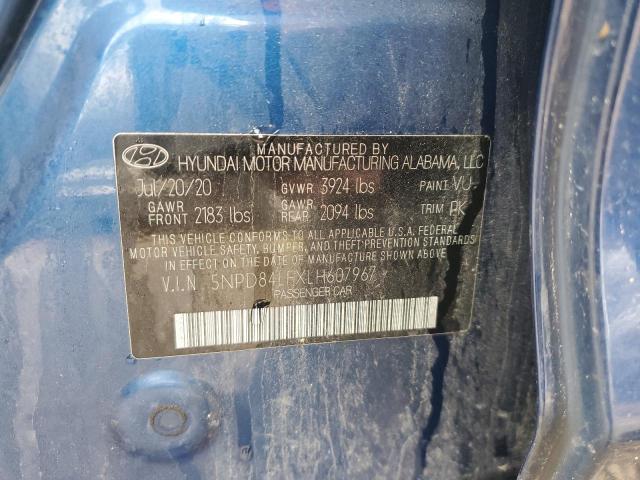 MANUFACTURED BY
HYUNDAI MOTOR MANUFACTURING ALABAMA, LLC
Jul/20/20 GVWR 3924 lbs PAINT VU-
GAWR FRONT 2183 lbs GAWR REAR 2094 lbs TRIM PK
THIS VEHICLE CONFORMS TO ALL APPLICABLE U.S.A. FEDERAL
MOTOR VEHICLE SAFETY, BUMPER, AND THEFT PREVENTION
STANDARDS IN EFFECT ON THE DATE OF MANUFACTURE SHOWN ABOVE
V.I.N 5NPD84LFXLH607967
PASSENGER CAR